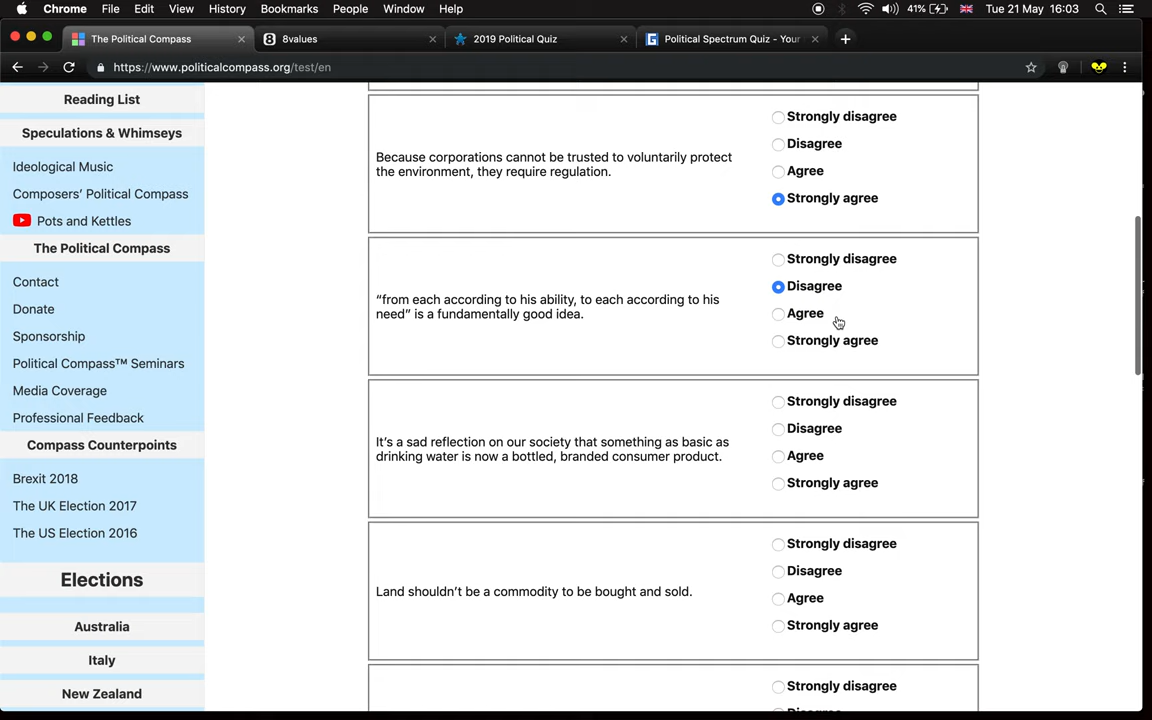 Chrome File Edit View History Bookmarks People Window Help 41% Tue 21 May 16:03
The Political Compass 8values 2019 Political Quiz Political Spectrum Quiz - Your
https://www.politicalcompass.org/test/en
Reading List
Speculations & Whimseys
Ideological Music
Composers' Political Compass
Pots and Kettles
The Political Compass
Contact
Donate
Sponsorship
Political Compass™ Seminars
Media Coverage
Professional Feedback
Compass Counterpoints
Brexit 2018
The UK Election 2017
The US Election 2016
Elections
Australia
Italy
New Zealand
Because corporations cannot be trusted to voluntarily protect
the environment, they require regulation.
Strongly disagree
Disagree
Agree
Strongly agree
“from each according to his ability, to each according to his
need” is a fundamentally good idea.
Strongly disagree
Disagree
Agree
Strongly agree
It's a sad reflection on our society that something as basic as
drinking water is now a bottled, branded consumer product.
Strongly disagree
Disagree
Agree
Strongly agree
Land shouldn't be a commodity to be bought and sold.
Strongly disagree
Disagree
Agree
Strongly agree
Strongly disagree